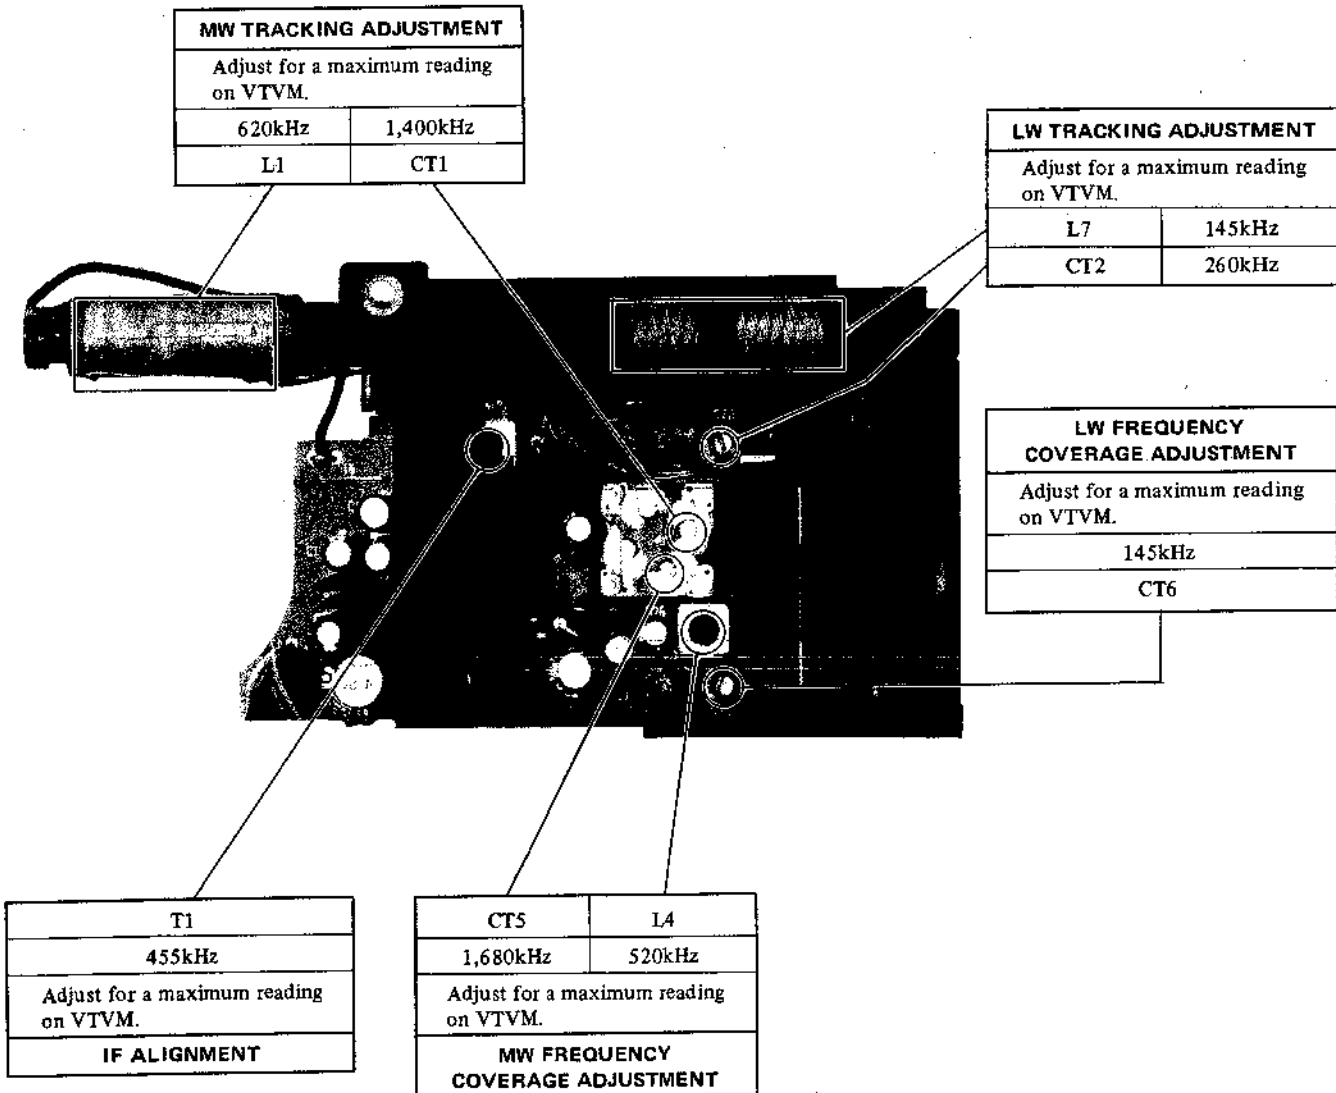 MW TRACKING ADJUSTMENT
Adjust for a maximum reading
on VTVM.
620kHz 1,400kHz
L1 CT1
LW TRACKING ADJUSTMENT
Adjust for a maximum reading
on VTVM.
L7 145kHz
CT2 260kHz
LW FREQUENCY
COVERAGE ADJUSTMENT
Adjust for a maximum reading
on VTVM.
145kHz
CT6
T1
455kHz
Adjust for a maximum reading
on VTVM.
IF ALIGNMENT
CT5 L4
1,680kHz 520kHz
Adjust for a maximum reading
on VTVM.
MW FREQUENCY
COVERAGE ADJUSTMENT